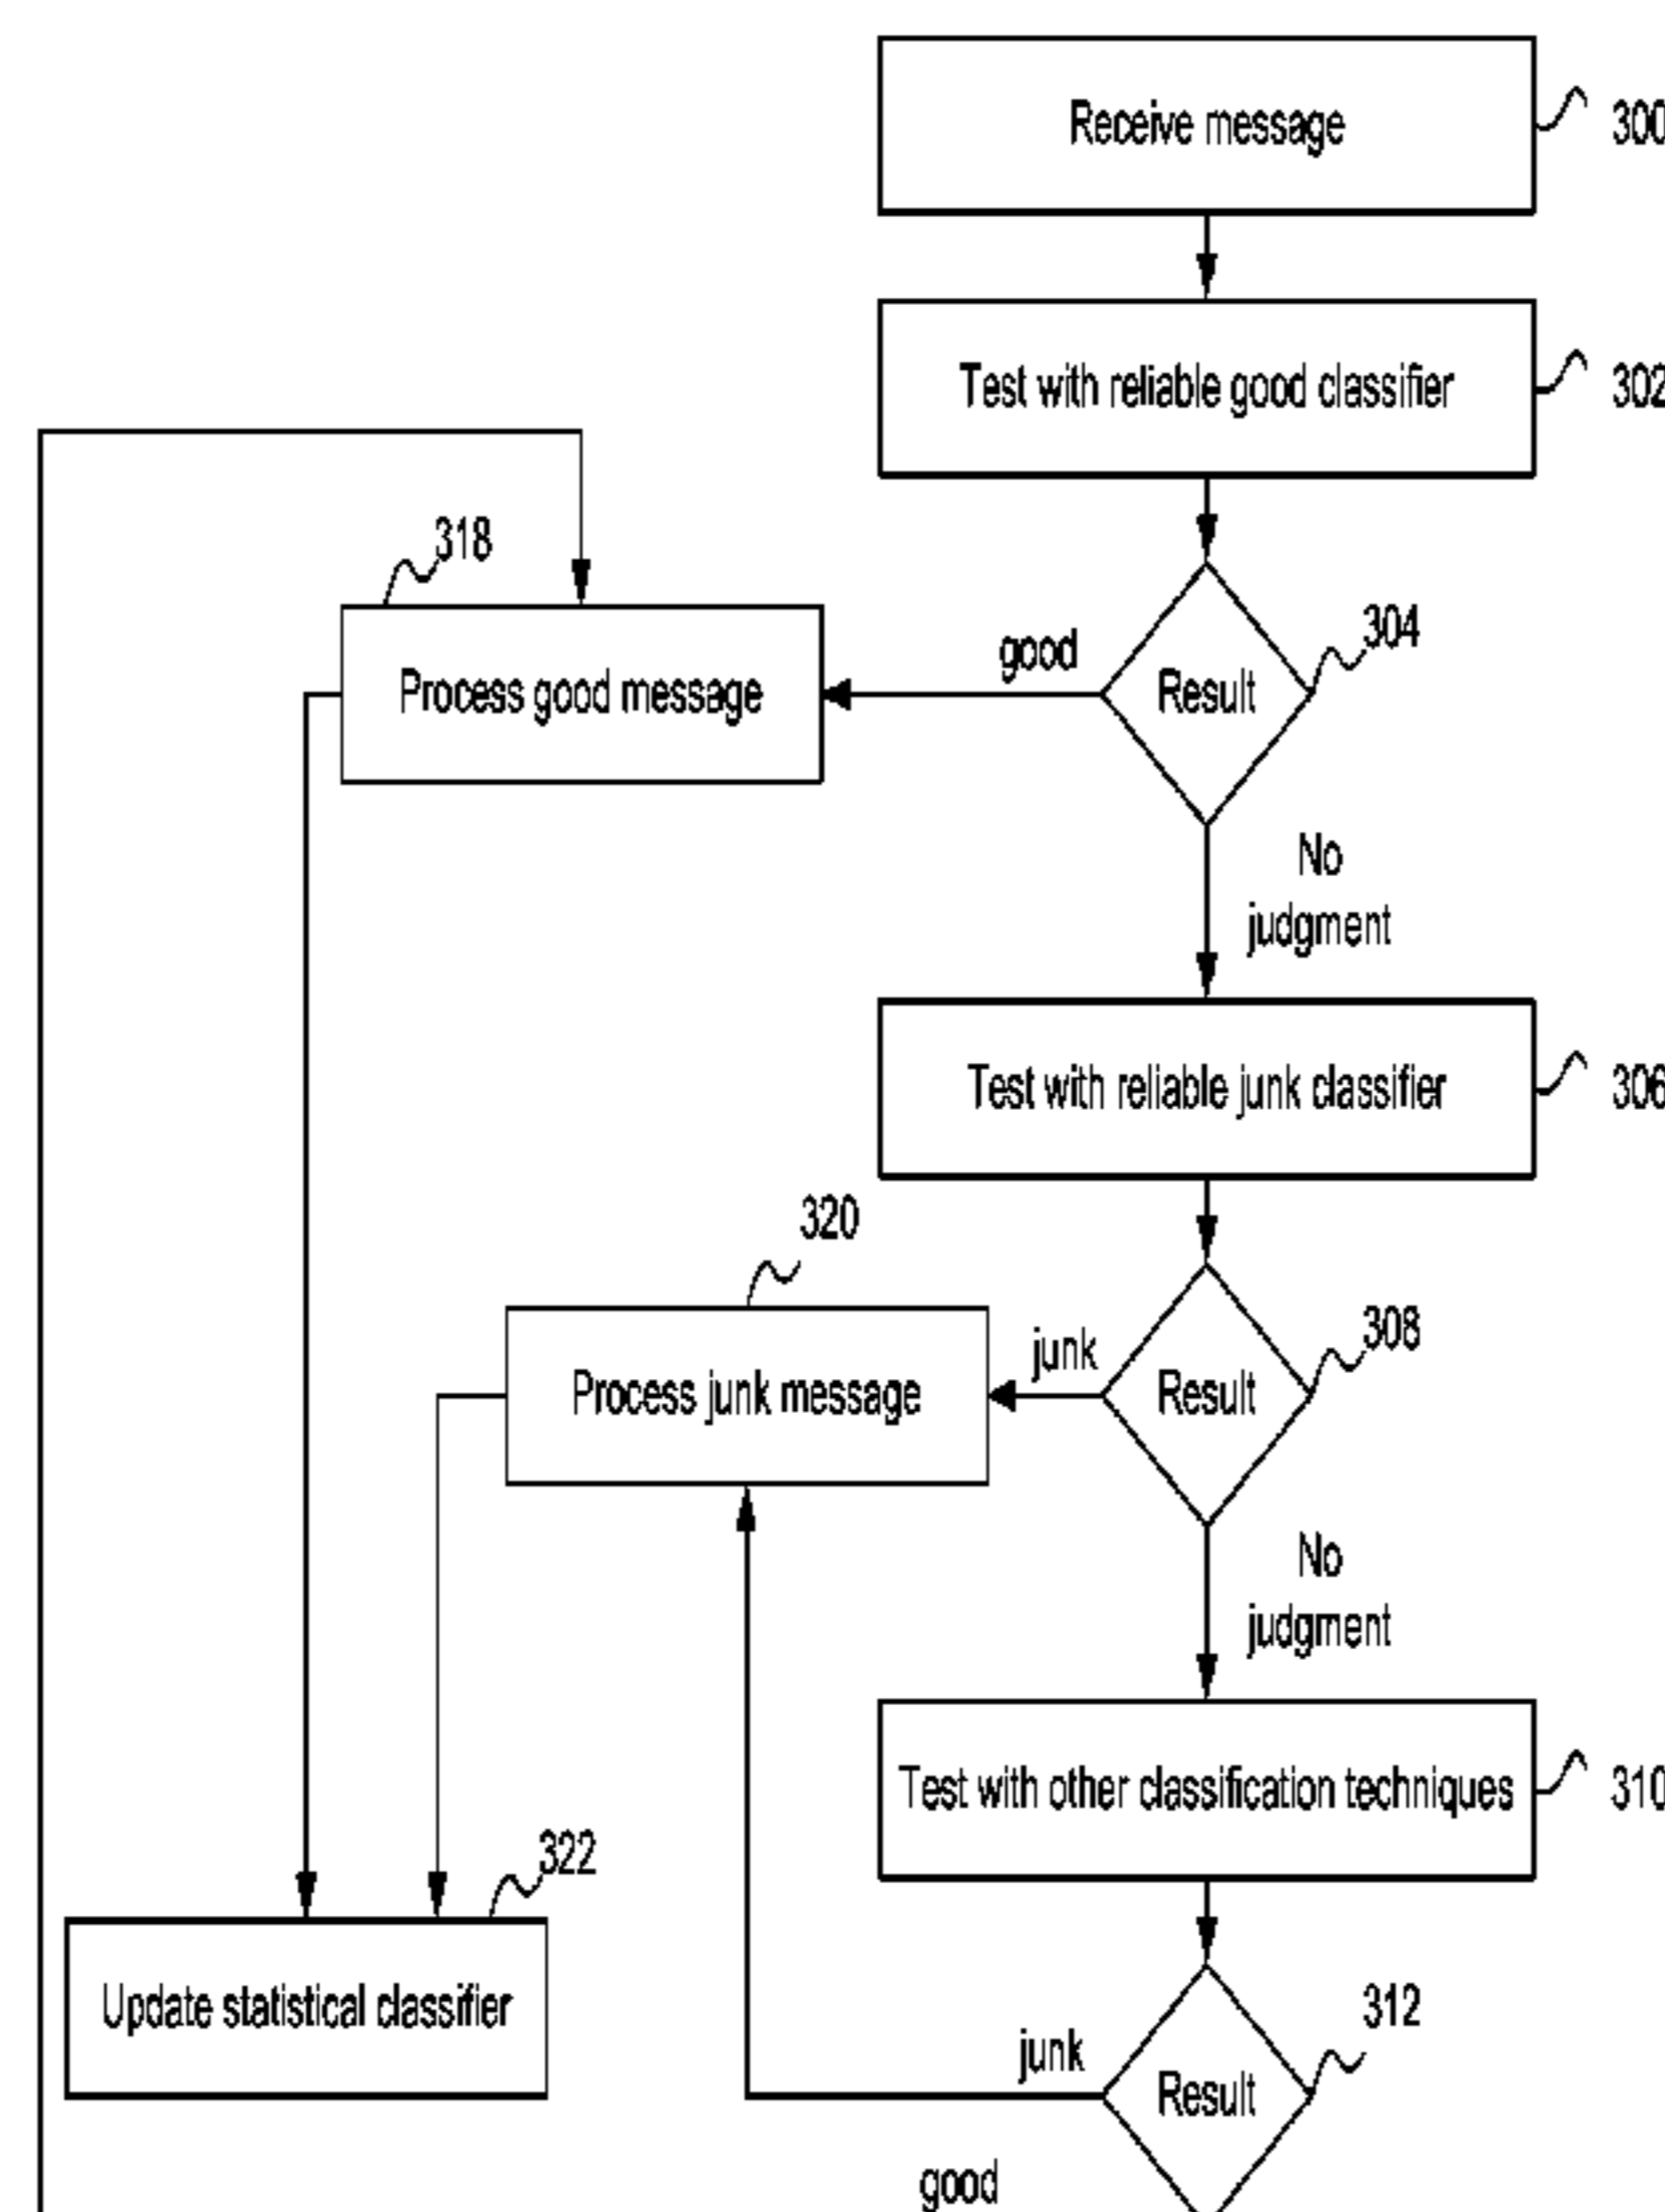 Receive message
300
Test with reliable good classifier
302
318
304
good
Result
Process good message
No
judgment
Test with reliable junk classifier
306
320
308
junk
Result
Process junk message
No
judgment
Test with other classification techniques
310
322
312
Update statistical classifier
junk
Result
good